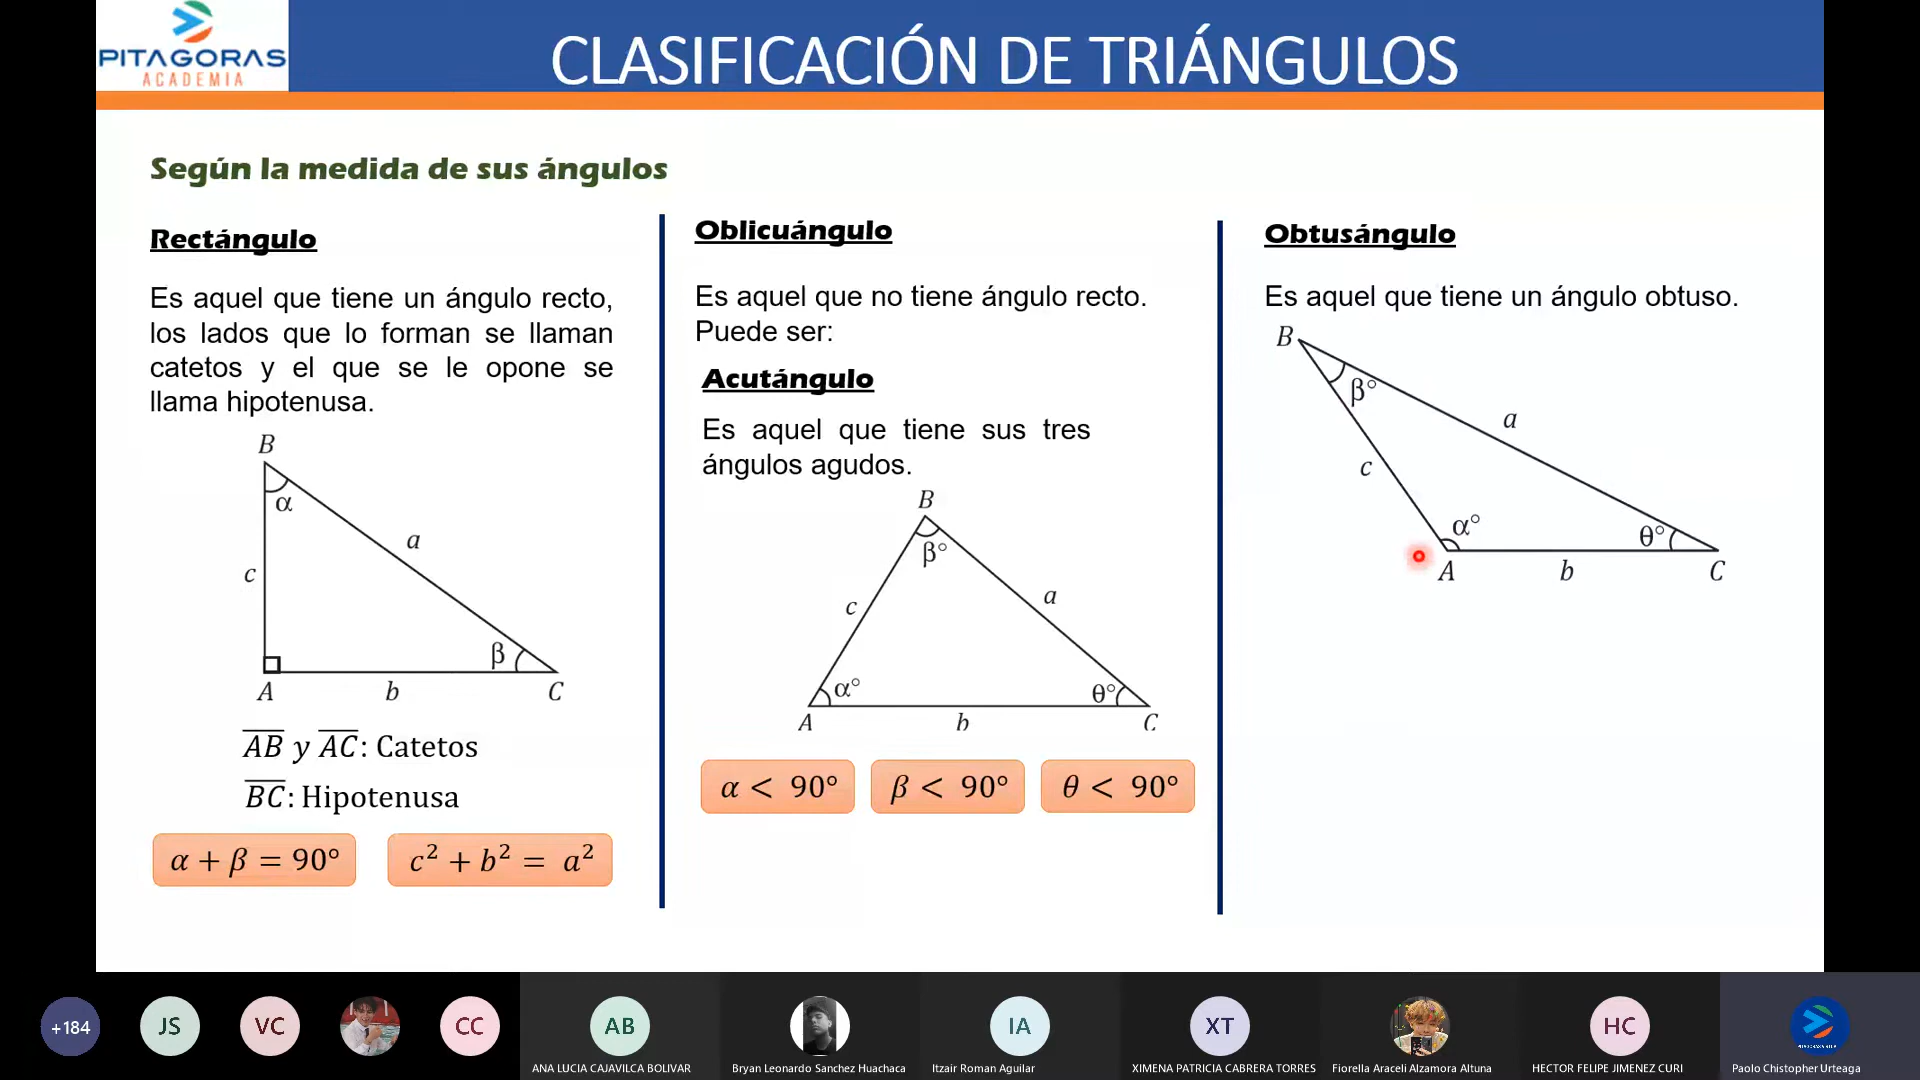 PITAGORAS
ACADEMIA
CLASIFICACIÓN DE TRIÁNGULOS
Según la medida de sus ángulos
Rectángulo
Es aquel que tiene un ángulo recto,
los lados que lo forman se llaman
catetos y el que se le opone se
llama hipotenusa.
B
α
a
c
β
A
b
C
AB y AC: Catetos
BC: Hipotenusa
α + β = 90°
c² + b² = a²
Oblicuángulo
Es aquel que no tiene ángulo recto.
Puede ser:
Acutángulo
Es aquel que tiene sus tres
ángulos agudos.
B
β°
a
c
α°
θ°
A
b
C
α < 90°
β < 90°
θ < 90°
Obtusángulo
Es aquel que tiene un ángulo obtuso.
B
β°
a
c
α°
θ°
A
b
C
+184
JS
VC
CC
AB
IA
XT
HC
ANA LUCIA CAJAVILCA BOLIVAR
Bryan Leonardo Sanchez Huachaca
Itzair Roman Aguilar
XIMENA PATRICIA CABRERA TORRES
Fiorella Araceli Alzamora Altuna
HECTOR FELIPE JIMENEZ CURI
Paolo Chistopher Urteaga